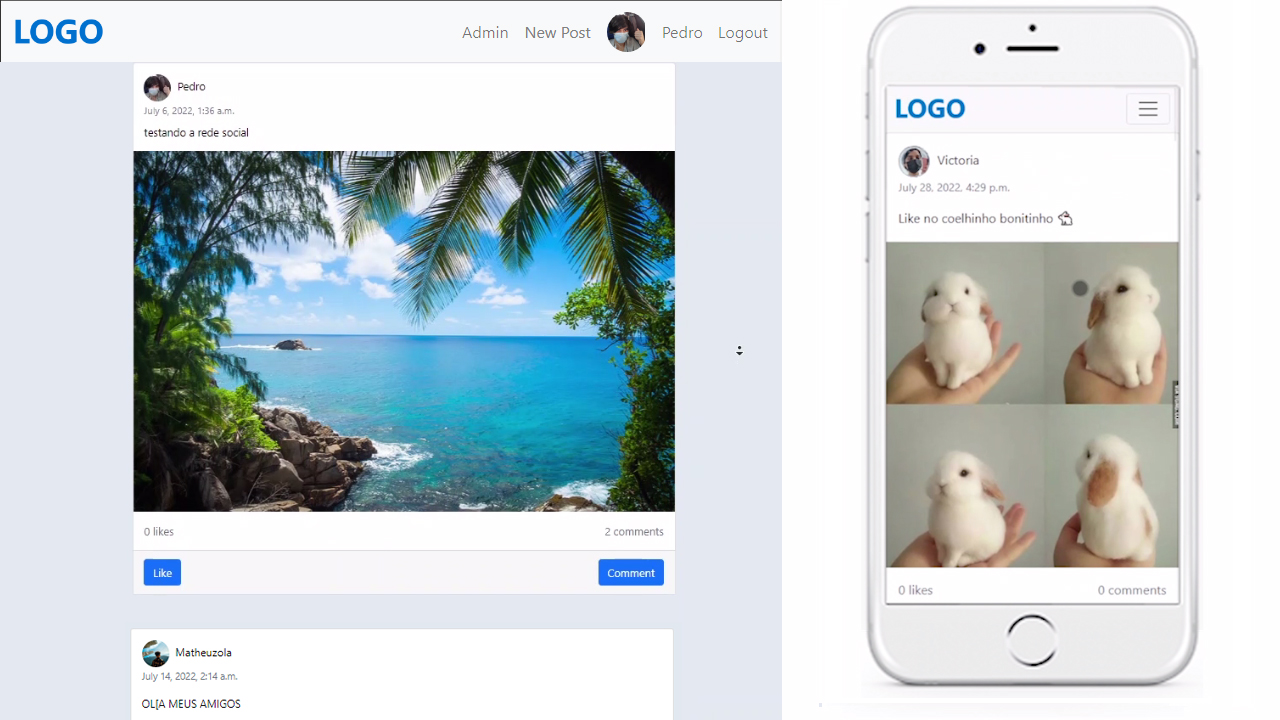 LOGO
Admin New Post Pedro Logout
Pedro
July 6, 2022, 1:36 a.m.
testando a rede social
0 likes 2 comments
Like Comment
Matheuzola
July 14, 2022, 2:14 a.m.
OL[A MEUS AMIGOS
LOGO
Victoria
July 28, 2022, 4:29 p.m.
Like no coelhinho bonitinho 🐇
0 likes 0 comments